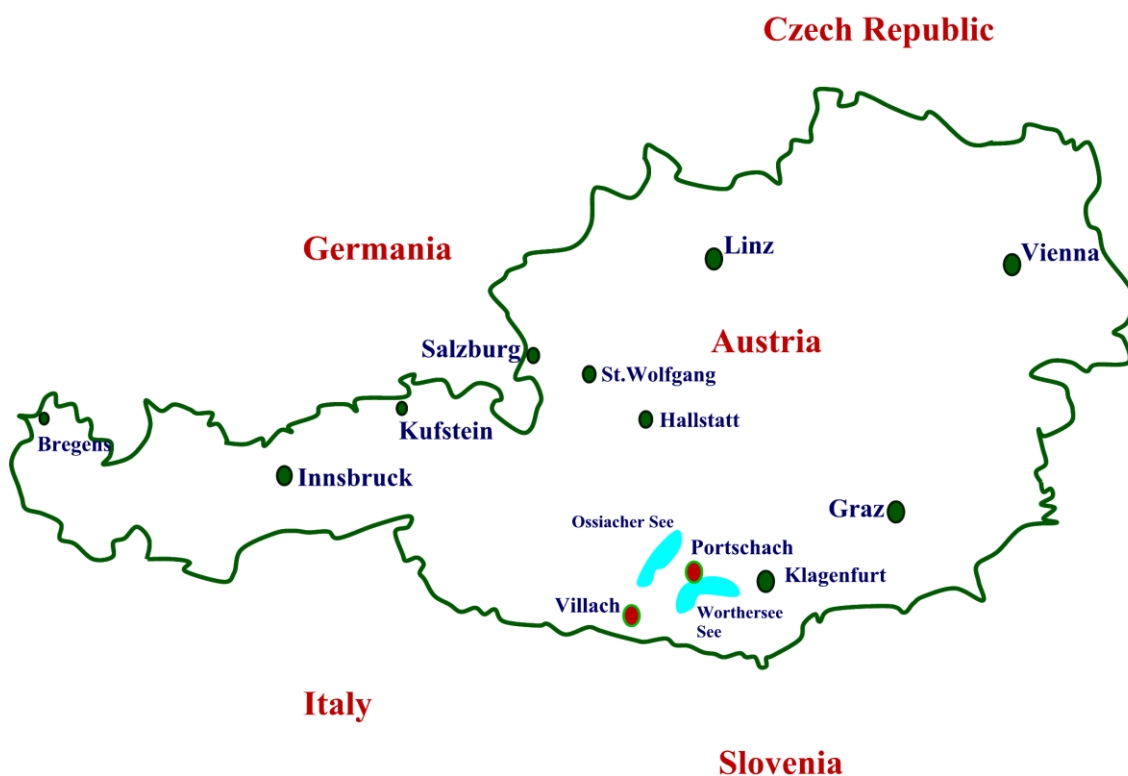 Czech Republic
Germania
Linz
Vienna
Salzburg
Austria
St.Wolfgang
Hallstatt
Kufstein
Bregens
Innsbruck
Graz
Ossiacher See
Portschach
Klagenfurt
Villach
Worthersee
See
Italy
Slovenia